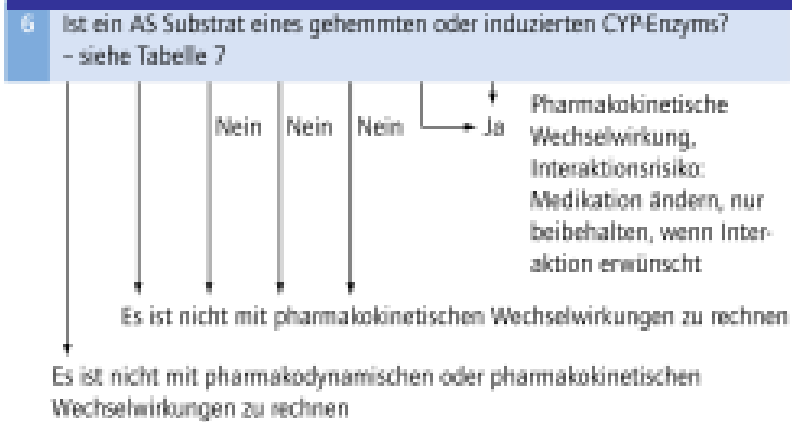 6 Ist ein AS Substrat eines gehemmten oder induzierten CYP-Enzyms?
– siehe Tabelle 7
Nein Nein Nein Ja
Pharmakokinetische
Wechselwirkung,
Interaktionsrisiko:
Medikation ändern, nur
beibehalten, wenn Inter-
aktion erwünscht
Es ist nicht mit pharmakokinetischen Wechselwirkungen zu rechnen
Es ist nicht mit pharmakodynamischen oder pharmakokinetischen
Wechselwirkungen zu rechnen